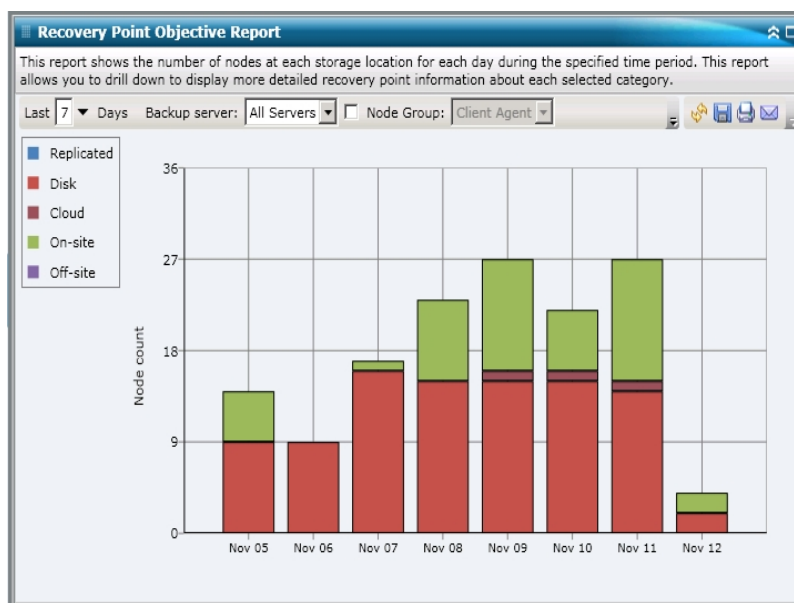 Recovery Point Objective Report
This report shows the number of nodes at each storage location for each day during the specified time period. This report
allows you to drill down to display more detailed recovery point information about each selected category.
Last 7 Days Backup server: All Servers Node Group: Client Agent
Replicated
Disk
Cloud
On-site
Off-site
36
27
18
9
0
Node count
Nov 05 Nov 06 Nov 07 Nov 08 Nov 09 Nov 10 Nov 11 Nov 12